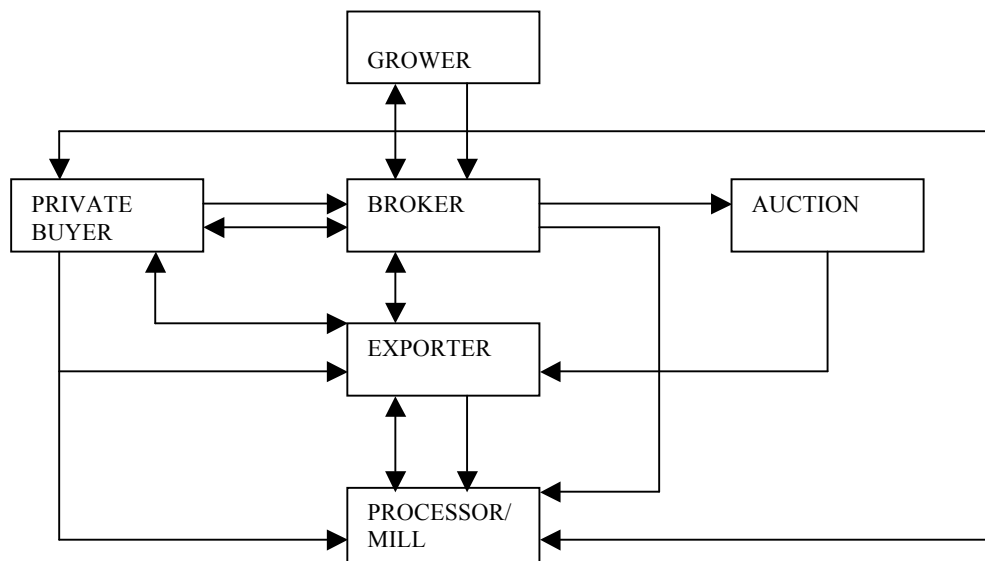 GROWER
PRIVATE
BUYER
BROKER
AUCTION
EXPORTER
PROCESSOR/
MILL